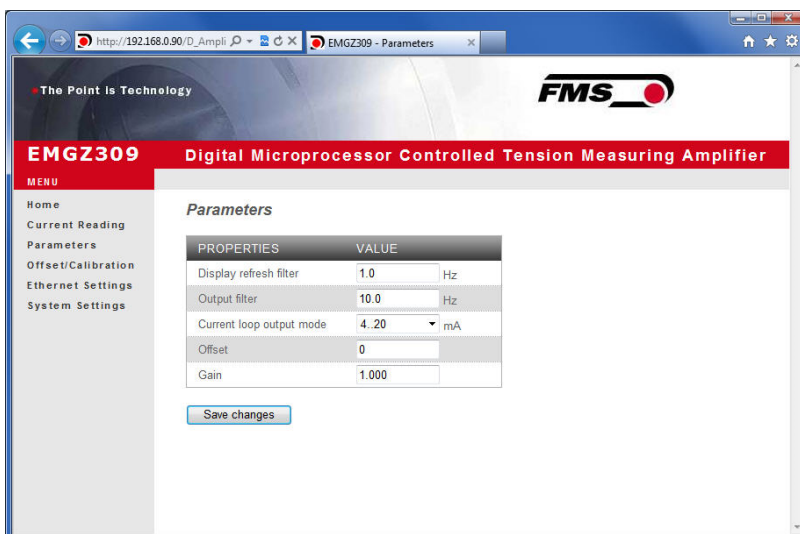 http://192.168.0.90/D_Ampli
EMGZ309 - Parameters
The Point is Technology
FMS
EMGZ309 Digital Microprocessor Controlled Tension Measuring Amplifier
MENU
Home
Current Reading
Parameters
Offset/Calibration
Ethernet Settings
System Settings
Parameters
PROPERTIES VALUE
Display refresh filter 1.0 Hz
Output filter 10.0 Hz
Current loop output mode 4..20 mA
Offset 0
Gain 1.000
Save changes